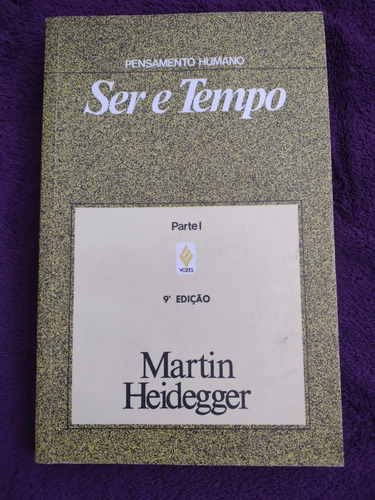 PENSAMENTO HUMANO
Ser e Tempo
Parte I
VOZES
9ª EDIÇÃO
Martin
Heidegger